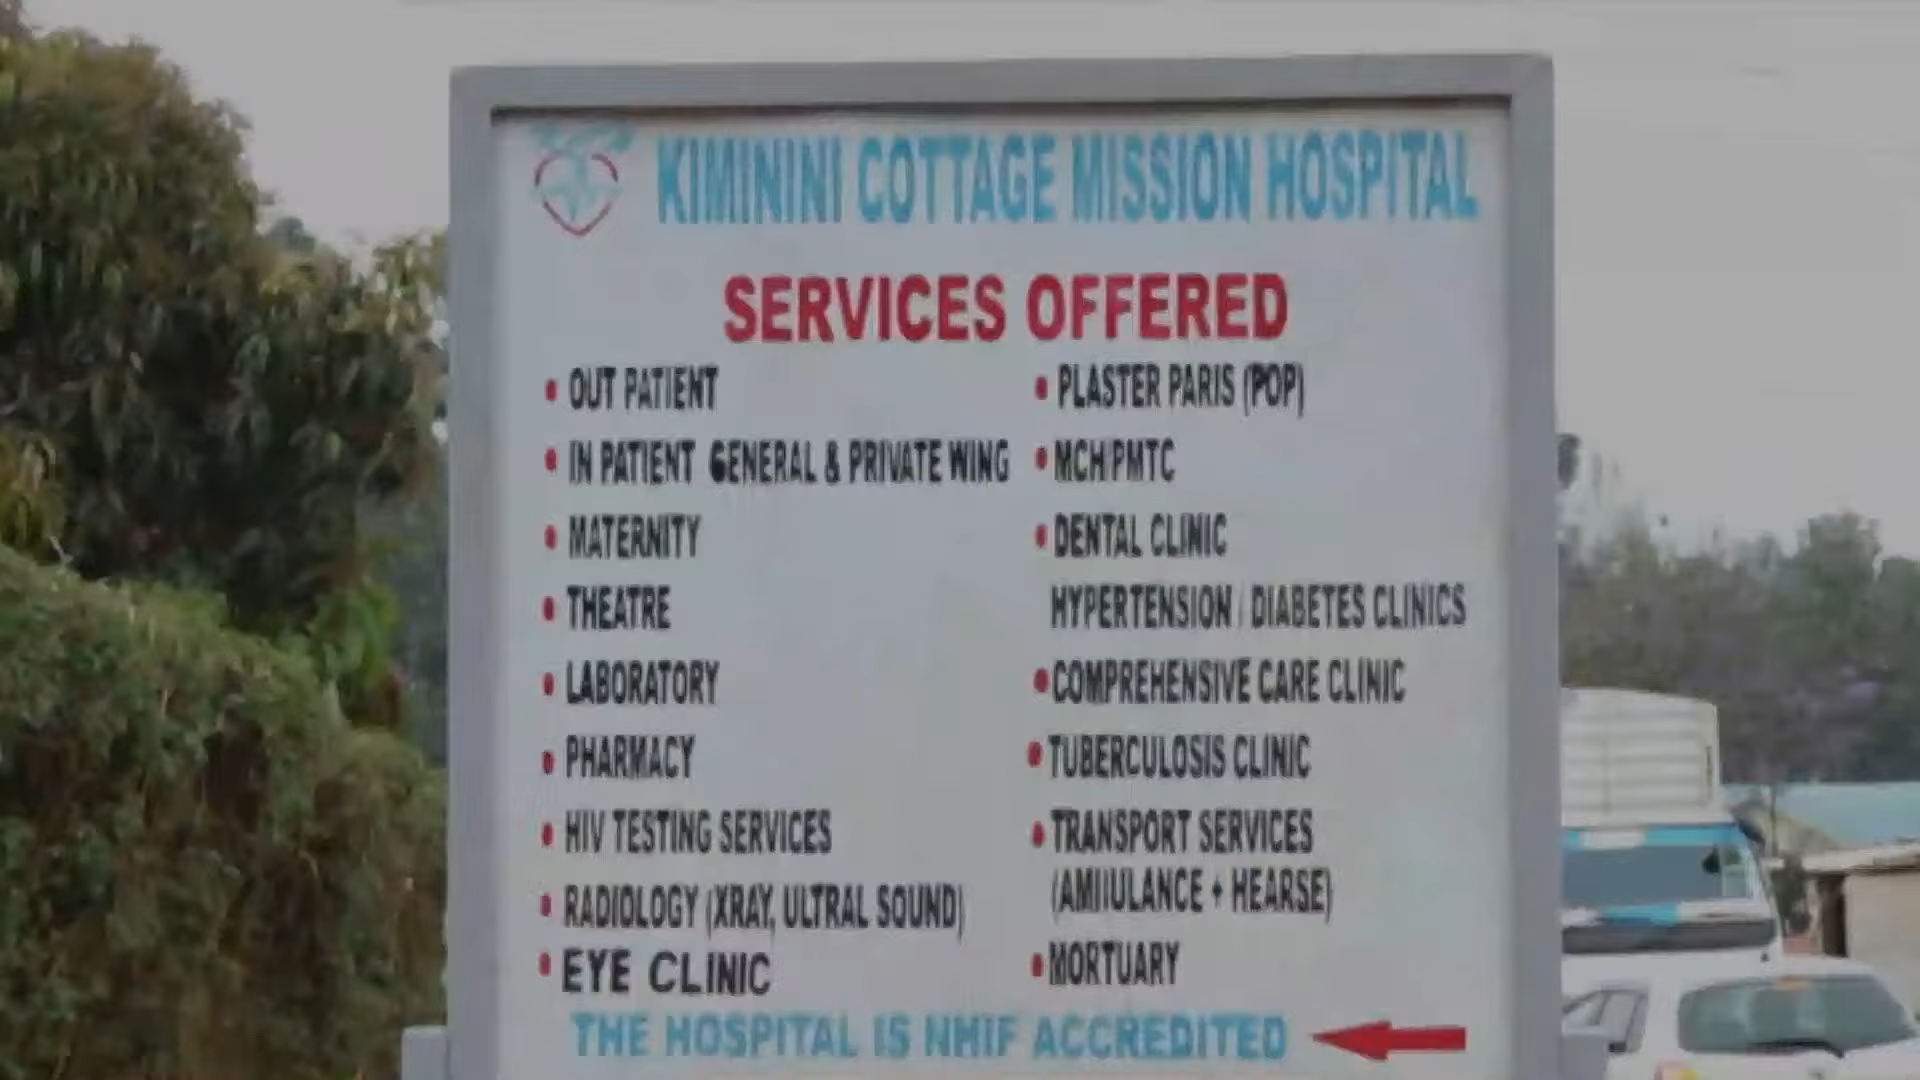 KIMININI COTTAGE MISSION HOSPITAL
SERVICES OFFERED
• OUT PATIENT
• IN PATIENT GENERAL & PRIVATE WING
• MATERNITY
• THEATRE
• LABORATORY
• PHARMACY
• HIV TESTING SERVICES
• RADIOLOGY (XRAY, ULTRAL SOUND)
• EYE CLINIC
• PLASTER PARIS (POP)
• MCH/PMTC
• DENTAL CLINIC
HYPERTENSION / DIABETES CLINICS
• COMPREHENSIVE CARE CLINIC
• TUBERCULOSIS CLINIC
• TRANSPORT SERVICES
(AMBULANCE + HEARSE)
• MORTUARY
THE HOSPITAL IS NHIF ACCREDITED